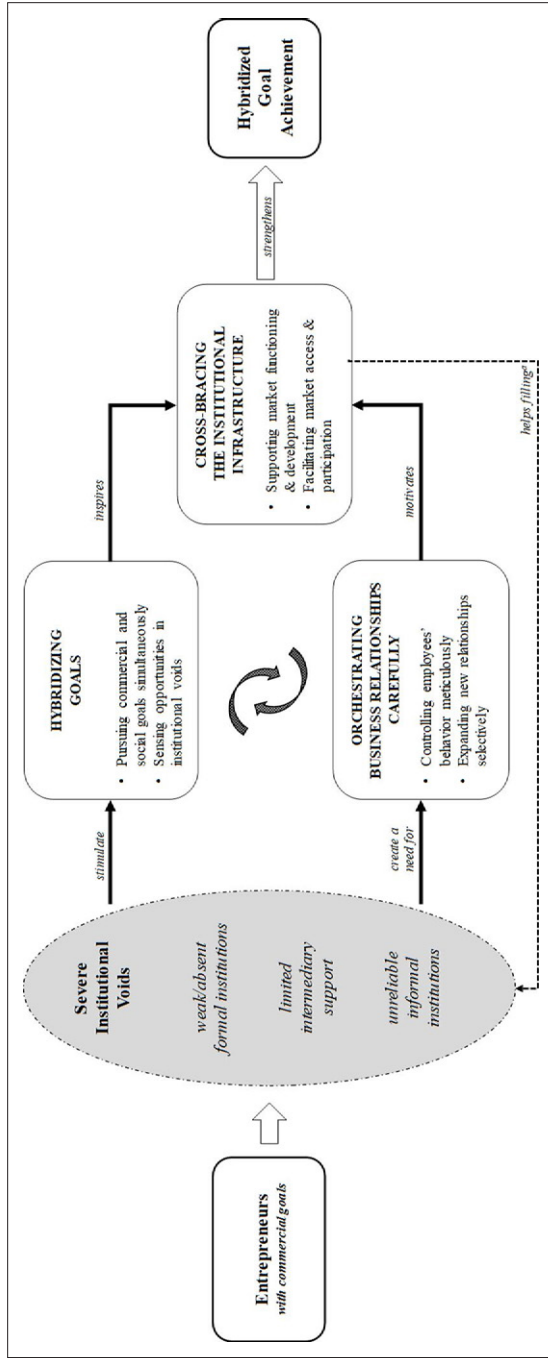 Entrepreneurs
with commercial goals
Severe
Institutional
Voids
weak/absent
formal institutions
limited
intermediary
support
unreliable
informal
institutions
stimulate
create a
need for
HYBRIDIZING
GOALS
• Pursuing commercial and
social goals simultaneously
• Sensing opportunities in
institutional voids
ORCHESTRATING
BUSINESS RELATIONSHIPS
CAREFULLY
• Controlling employees’
behavior meticulously
• Expanding new relationships
selectively
inspires
motivates
CROSS-BRACING
THE INSTITUTIONAL
INFRASTRUCTURE
• Supporting market functioning
& development
• Facilitating market access &
participation
helps fillingª
strengthens
Hybridized
Goal
Achievement